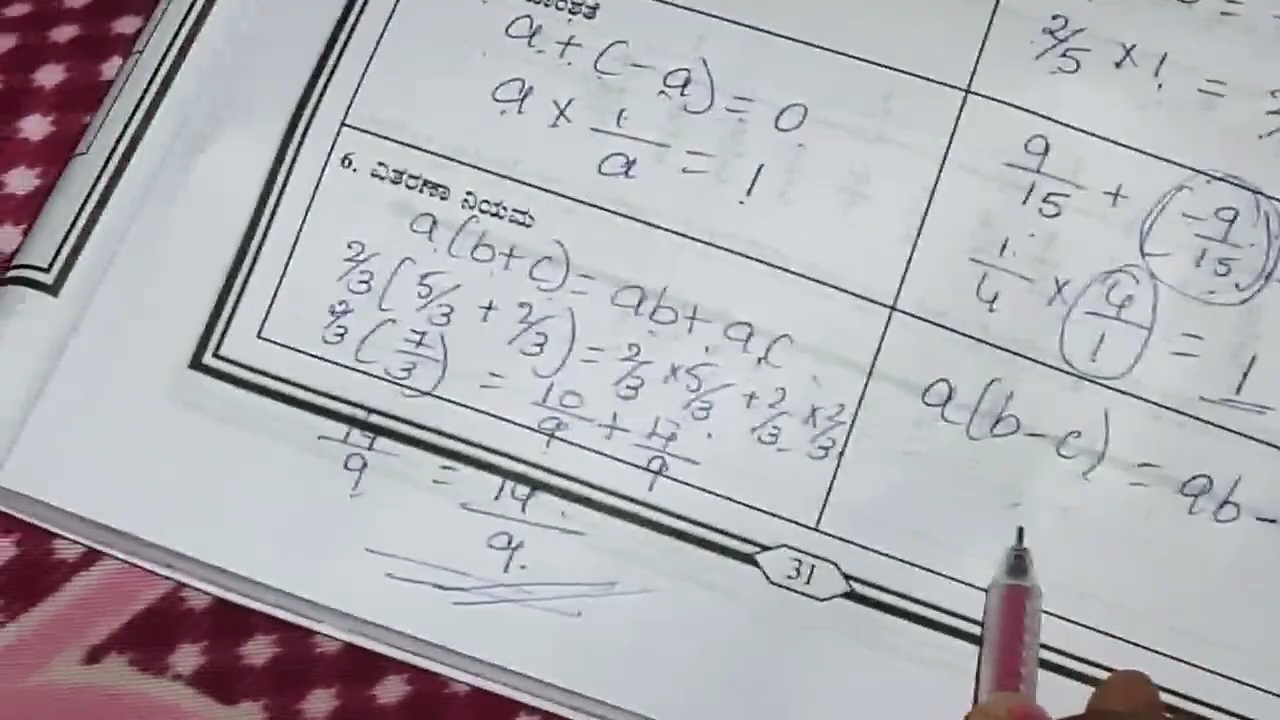 a + (-a) = 0
a × 1/a = 1
6. ವಿತರಣಾ ನಿಯಮ
a(b+c) = ab + ac
2/3 (5/3 + 2/3) = 2/3 × 5/3 + 2/3 × 2/3
2/3 (7/3) = 10/9 + 4/9
14/9 = 14/9
2/5 × 1 =
9/15 + (-9/15)
1/4 × 4/1 = 1
a(b-c) = ab -
31